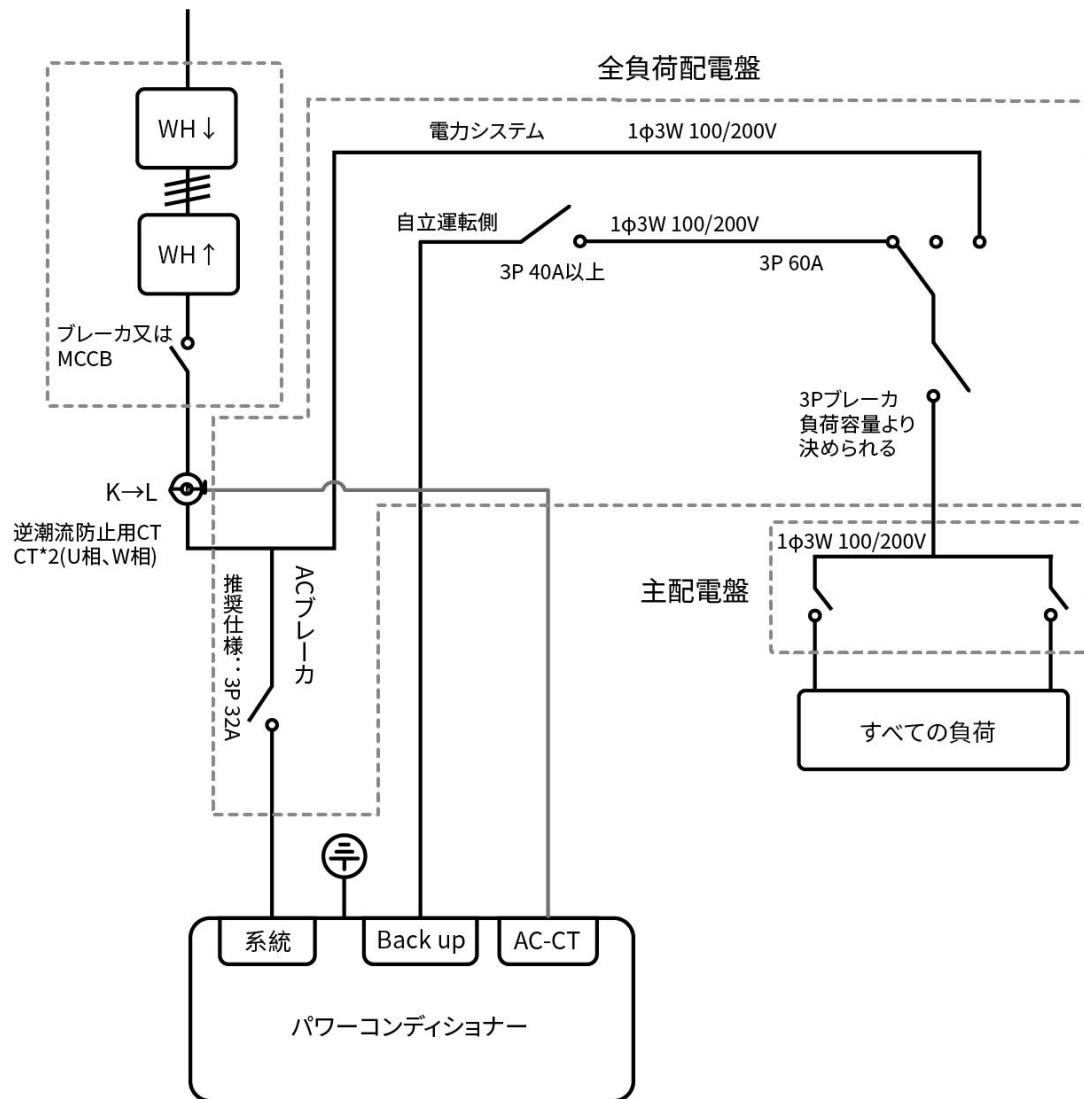 全負荷配電盤
WH↓
電力システム 1φ3W 100/200V
自立運転側
1φ3W 100/200V
WH↑
3P 40A以上
3P 60A
ブレーカ又は
MCCB
3Pブレーカ
負荷容量より
決められる
K→L
逆潮流防止用CT
CT*2(U相、W相)
1φ3W 100/200V
主配電盤
ACブレーカ
推奨仕様：3P 32A
すべての負荷
系統
Back up
AC-CT
パワーコンディショナー